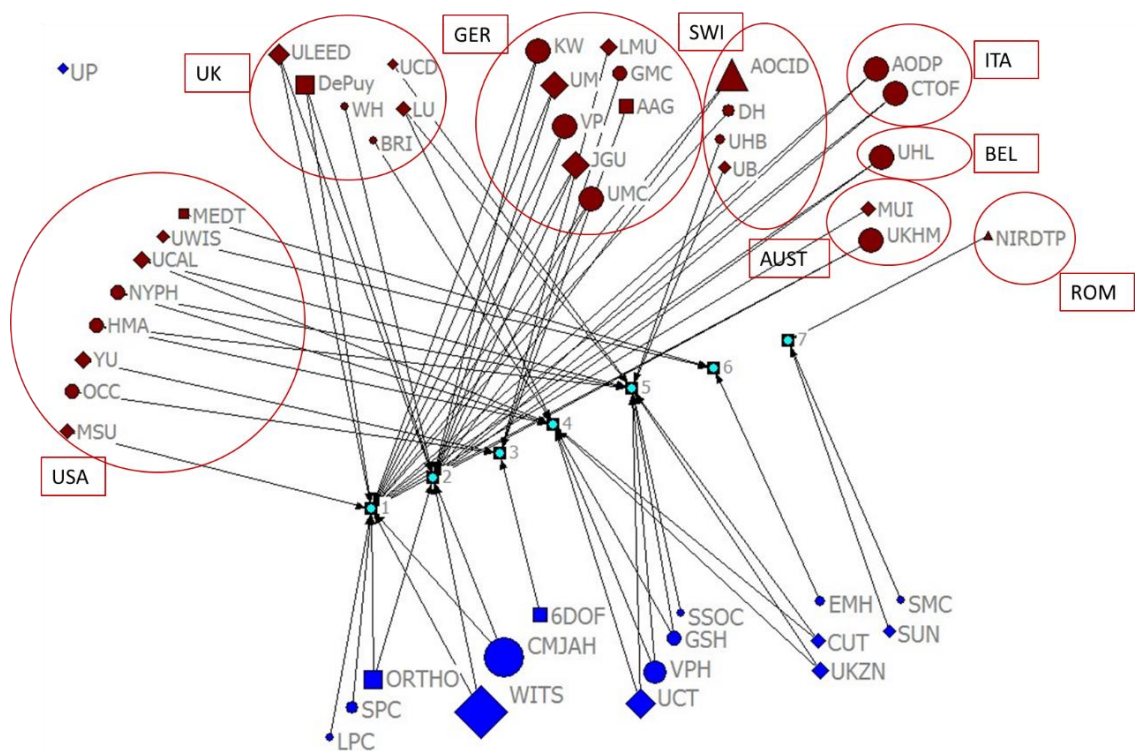 GER
SWI
UP
UK
ULEED
UCD
DePuy
WH
LU
BRI
KW
LMU
UM
GMC
AAG
VP
JGU
UMC
AOCID
DH
UHB
UB
AODP
ITA
CTOF
UHL
BEL
MUI
UKHM
AUST
NIRDTP
ROM
MEDT
UWIS
UCAL
NYPH
HMA
YU
OCC
MSU
USA
7
6
5
4
3
2
1
6DOF
SSOC
EMH
SMC
CMJAH
GSH
CUT
SUN
ORTHO
VPH
UKZN
WITS
UCT
SPC
LPC